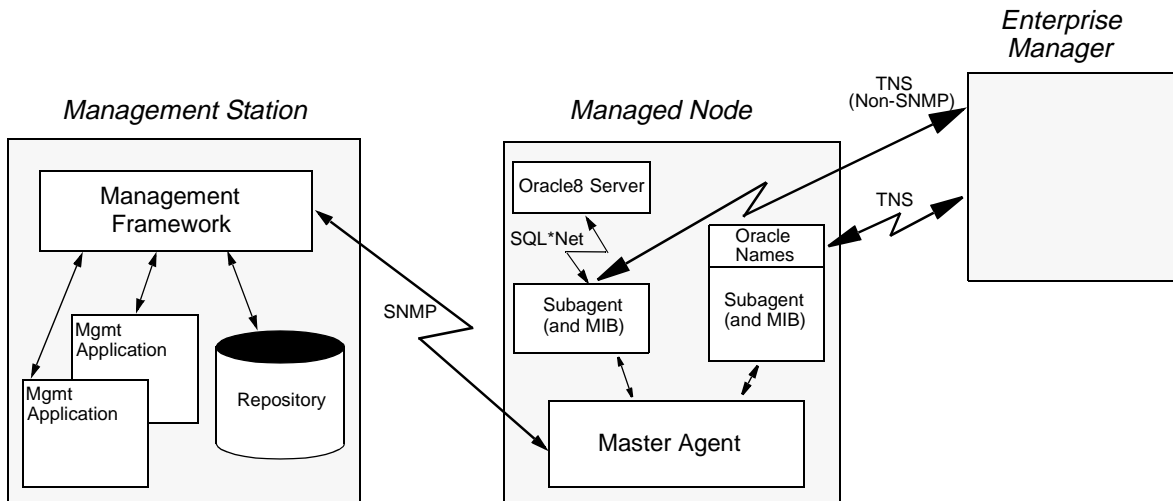 Enterprise
Manager
TNS
(Non-SNMP)
Management Station
Managed Node
Management
Framework
Oracle8 Server
TNS
SQL*Net
Oracle
Names
SNMP
Subagent
(and MIB)
Subagent
(and MIB)
Mgmt
Application
Mgmt
Application
Repository
Master Agent